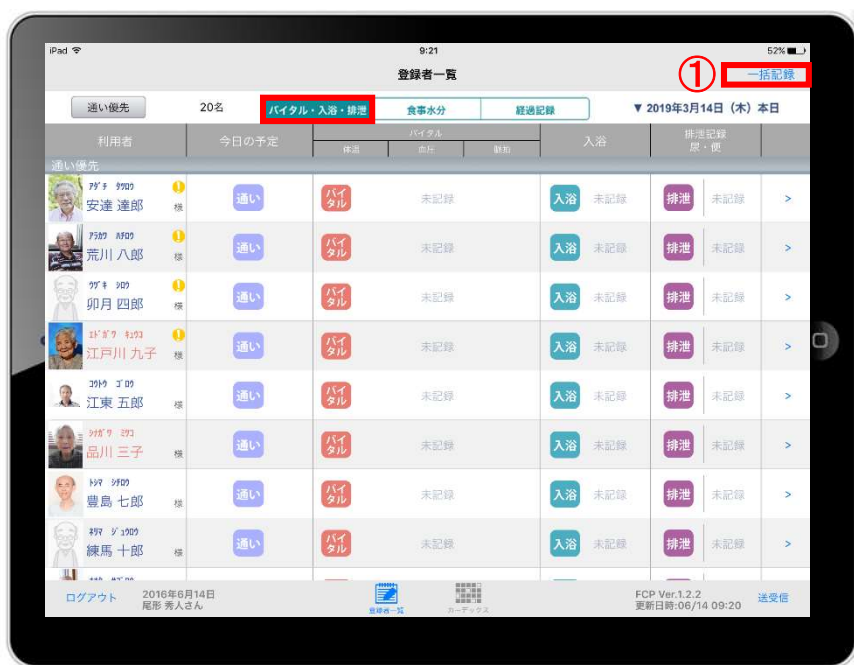 iPad 9:21 52%
登録者一覧 ① 一括記録
通い優先 20名 バイタル・入浴・排泄 食事水分 経過記録 ▼ 2019年3月14日（木）本日
利用者 今日の予定 バイタル 入浴 排泄記録
体温 血圧 脈拍 尿・便
通い優先
ｱﾀﾞﾁ ﾀﾂﾛｳ
安達 達郎 様 通い バイタル 未記録 入浴 未記録 排泄 未記録 >
ｱﾗｶﾜ ﾊﾁﾛｳ
荒川 八郎 様 通い バイタル 未記録 入浴 未記録 排泄 未記録 >
ｳﾂﾞｷ ｼﾛｳ
卯月 四郎 様 通い バイタル 未記録 入浴 未記録 排泄 未記録 >
ｴﾄﾞｶﾞﾜ ｷｭｳｺ
江戸川 九子 様 通い バイタル 未記録 入浴 未記録 排泄 未記録 >
ｺｳﾄｳ ｺﾞﾛｳ
江東 五郎 様 通い バイタル 未記録 入浴 未記録 排泄 未記録 >
ｼﾅｶﾞﾜ ﾐﾂｺ
品川 三子 様 通い バイタル 未記録 入浴 未記録 排泄 未記録 >
ﾄｼﾏ ｼﾁﾛｳ
豊島 七郎 様 通い バイタル 未記録 入浴 未記録 排泄 未記録 >
ﾈﾘﾏ ｼﾞｭｳﾛｳ
練馬 十郎 様 通い バイタル 未記録 入浴 未記録 排泄 未記録 >
ログアウト 2016年6月14日 FCP Ver.1.2.2 送受信
尾形 秀人さん 登録者一覧 カーデックス 更新日時:06/14 09:20